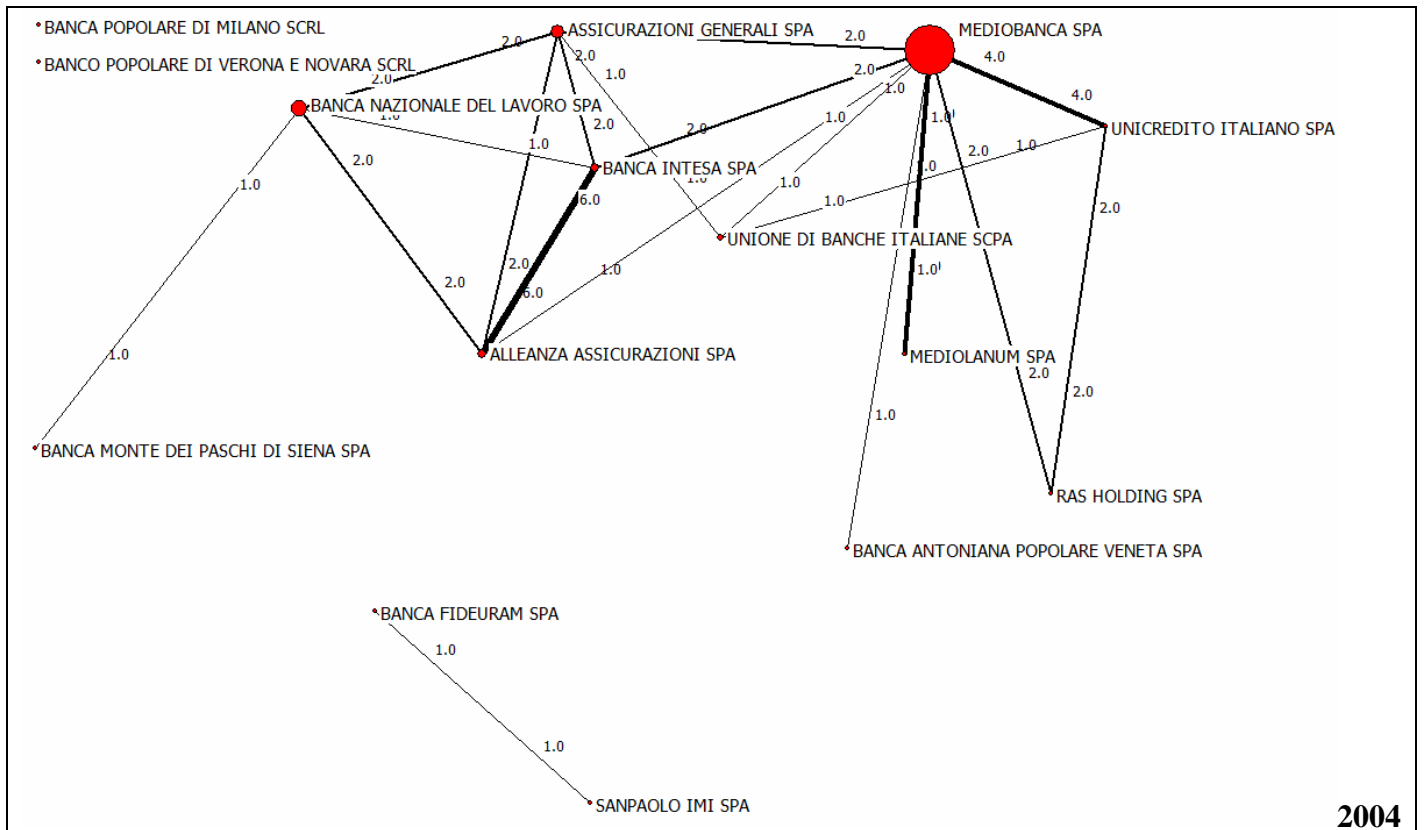 BANCA POPOLARE DI MILANO SCRL
ASSICURAZIONI GENERALI SPA
MEDIOBANCA SPA
2.0
2.0
2.0
4.0
BANCO POPOLARE DI VERONA E NOVARA SCRL
1.0
2.0
2.0
1.0
4.0
BANCA NAZIONALE DEL LAVORO SPA
1.0
1.0
1.0
2.0
2.0
UNICREDITO ITALIANO SPA
1.0
2.0
1.0
2.0
BANCA INTESA SPA
1.0
1.0
1.0
6.0
1.0
2.0
UNIONE DI BANCHE ITALIANE SCPA
2.0
2.0
1.0
1.0
6.0
1.0
ALLEANZA ASSICURAZIONI SPA
MEDIOLANUM SPA
2.0
2.0
1.0
BANCA MONTE DEI PASCHI DI SIENA SPA
RAS HOLDING SPA
BANCA ANTONIANA POPOLARE VENETA SPA
BANCA FIDEURAM SPA
1.0
1.0
SANPAOLO IMI SPA
2004